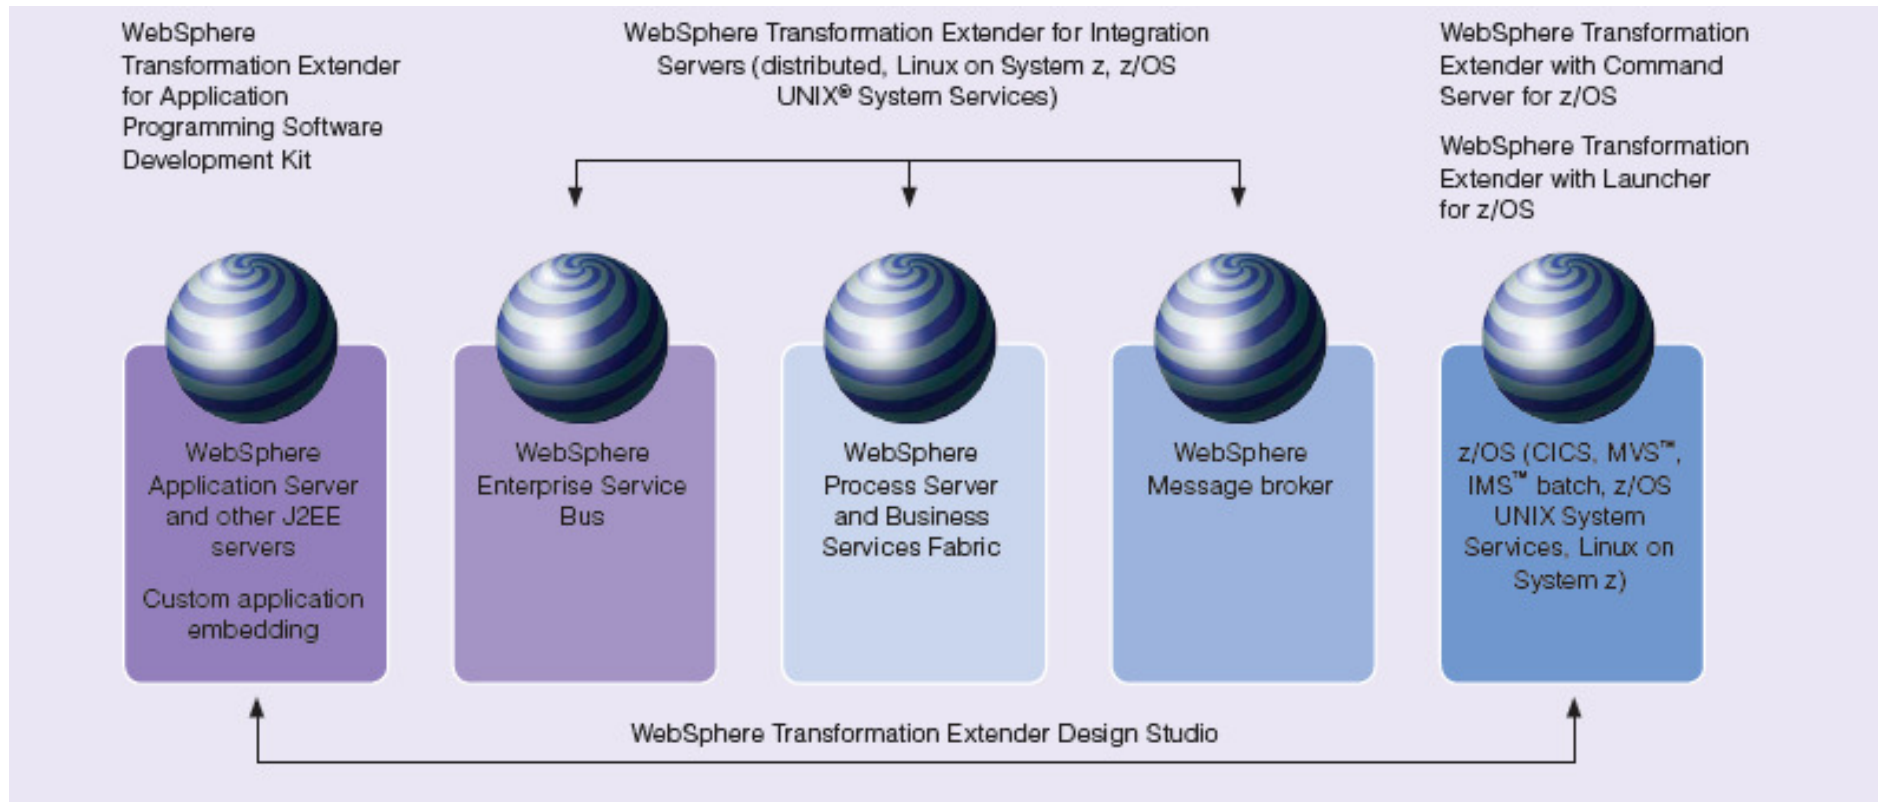 WebSphere
Transformation Extender
for Application
Programming Software
Development Kit
WebSphere Transformation Extender for Integration
Servers (distributed, Linux on System z, z/OS
UNIX® System Services)
WebSphere Transformation
Extender with Command
Server for z/OS
WebSphere Transformation
Extender with Launcher
for z/OS
WebSphere
Application Server
and other J2EE
servers
Custom application
embedding
WebSphere
Enterprise Service
Bus
WebSphere
Process Server
and Business
Services Fabric
WebSphere
Message broker
z/OS (CICS, MVS™,
IMS™ batch, z/OS
UNIX System
Services, Linux on
System z)
WebSphere Transformation Extender Design Studio